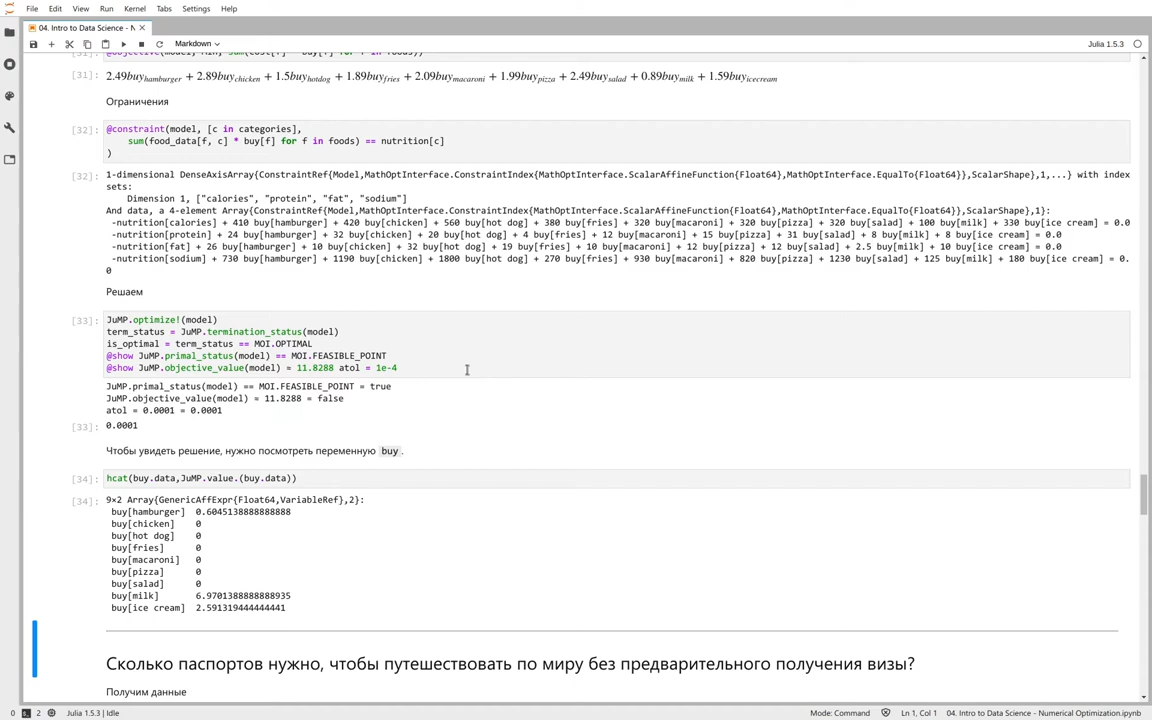 File Edit View Run Kernel Tabs Settings Help
04. Intro to Data Science - N
Markdown
Julia 1.5.3
[31]: 2.49buyhamburger + 2.89buychicken + 1.5buyhotdog + 1.89buyfries + 2.09buymacaroni + 1.99buypizza + 2.49buysalad + 0.89buymilk + 1.59buyicecream
Ограничения
[32]: @constraint(model, [c in categories],
sum(food_data[f, c] * buy[f] for f in foods) == nutrition[c]
)
[32]: 1-dimensional DenseAxisArray{ConstraintRef{Model,MathOptInterface.ConstraintIndex{MathOptInterface.ScalarAffineFunction{Float64},MathOptInterface.EqualTo{Float64}},ScalarShape},1,...} with index
sets:
Dimension 1, ["calories", "protein", "fat", "sodium"]
And data, a 4-element Array{ConstraintRef{Model,MathOptInterface.ConstraintIndex{MathOptInterface.ScalarAffineFunction{Float64},MathOptInterface.EqualTo{Float64}},ScalarShape},1}:
-nutrition[calories] + 410 buy[hamburger] + 420 buy[chicken] + 560 buy[hot dog] + 380 buy[fries] + 320 buy[macaroni] + 320 buy[pizza] + 320 buy[salad] + 100 buy[milk] + 330 buy[ice cream] = 0.0
-nutrition[protein] + 24 buy[hamburger] + 32 buy[chicken] + 20 buy[hot dog] + 4 buy[fries] + 12 buy[macaroni] + 15 buy[pizza] + 31 buy[salad] + 8 buy[milk] + 8 buy[ice cream] = 0.0
-nutrition[fat] + 26 buy[hamburger] + 10 buy[chicken] + 32 buy[hot dog] + 19 buy[fries] + 10 buy[macaroni] + 12 buy[pizza] + 12 buy[salad] + 2.5 buy[milk] + 10 buy[ice cream] = 0.0
-nutrition[sodium] + 730 buy[hamburger] + 1190 buy[chicken] + 1800 buy[hot dog] + 270 buy[fries] + 930 buy[macaroni] + 820 buy[pizza] + 1230 buy[salad] + 125 buy[milk] + 180 buy[ice cream] = 0.
0
Решаем
[33]: JuMP.optimize!(model)
term_status = JuMP.termination_status(model)
is_optimal = term_status == MOI.OPTIMAL
@show JuMP.primal_status(model) == MOI.FEASIBLE_POINT
@show JuMP.objective_value(model) ≈ 11.8288 atol = 1e-4
JuMP.primal_status(model) == MOI.FEASIBLE_POINT = true
JuMP.objective_value(model) ≈ 11.8288 = false
atol = 0.0001 = 0.0001
[33]: 0.0001
Чтобы увидеть решение, нужно посмотреть переменную buy.
[34]: hcat(buy.data,JuMP.value.(buy.data))
[34]: 9×2 Array{GenericAffExpr{Float64,VariableRef},2}:
buy[hamburger] 0.6045138888888888
buy[chicken] 0
buy[hot dog] 0
buy[fries] 0
buy[macaroni] 0
buy[pizza] 0
buy[salad] 0
buy[milk] 6.9701388888888935
buy[ice cream] 2.591319444444441
Сколько паспортов нужно, чтобы путешествовать по миру без предварительного получения визы?
Получим данные
0 2 Julia 1.5.3 | Idle Mode: Command Ln 1, Col 1 04. Intro to Data Science - Numerical Optimization.ipynb